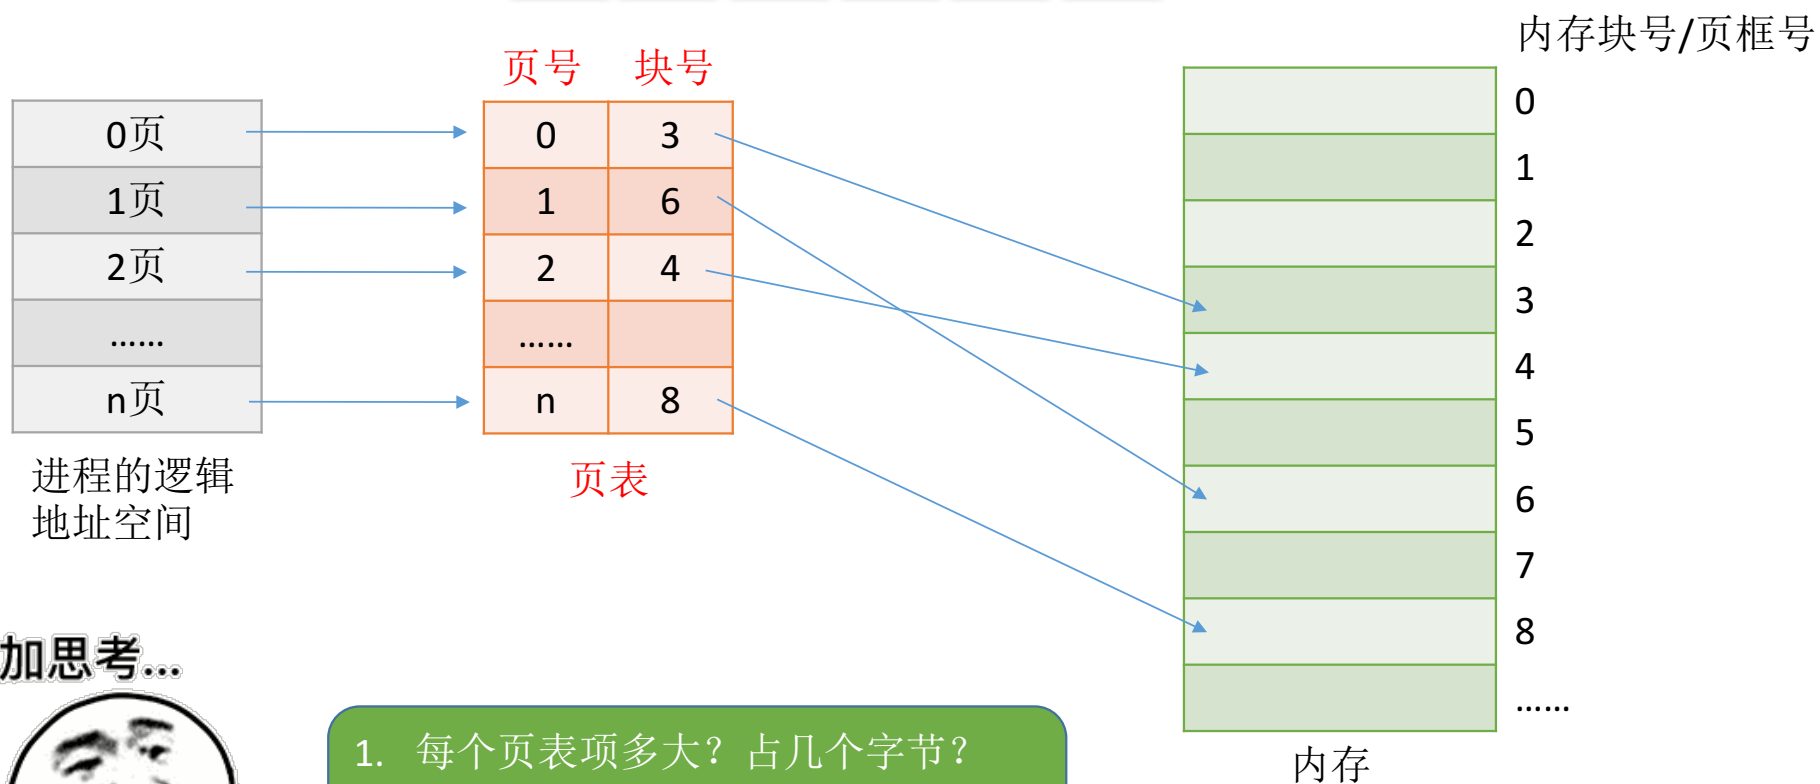 内存块号/页框号
页号 块号
0页
1页
2页
……
n页
进程的逻辑
地址空间
0 3
1 6
2 4
……
n 8
页表
0
1
2
3
4
5
6
7
8
……
内存
加思考...
1. 每个页表项多大？占几个字节？